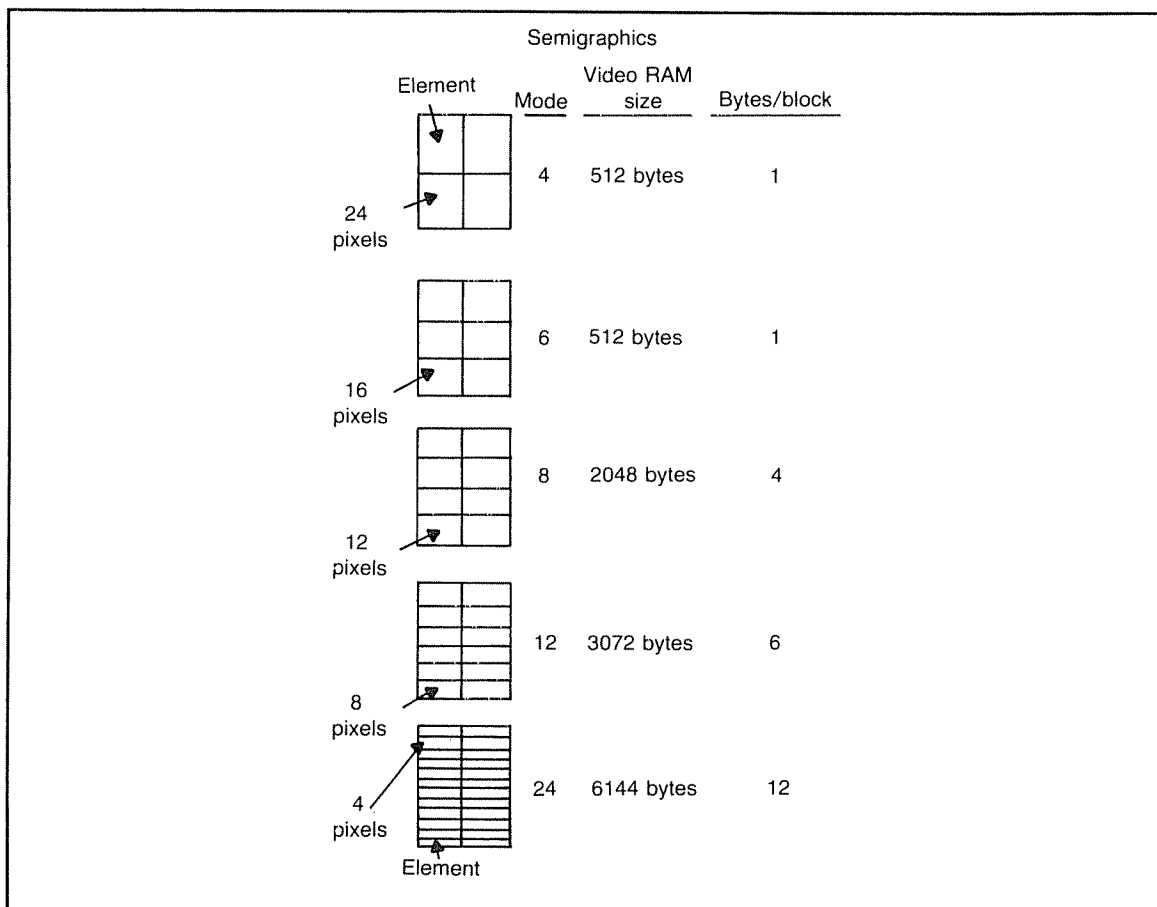 Semigraphics
Element
Mode
Video RAM
size
Bytes/block
4 512 bytes 1
24
pixels
6 512 bytes 1
16
pixels
8 2048 bytes 4
12
pixels
12 3072 bytes 6
8
pixels
24 6144 bytes 12
4
pixels
Element